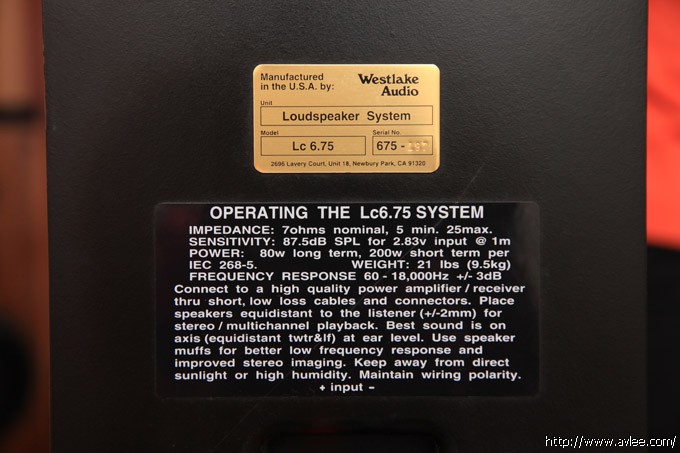 Manufactured
in the U.S.A. by:
Westlake
Audio
Unit
Loudspeaker System
Model
Serial No.
Lc 6.75
675 -
2696 Lavery Court, Unit 18, Newbury Park, CA 91320
OPERATING THE Lc6.75 SYSTEM
IMPEDANCE: 7ohms nominal, 5 min. 25max.
SENSITIVITY: 87.5dB SPL for 2.83v input @ 1m
POWER: 80w long term, 200w short term per
IEC 268-5. WEIGHT: 21 lbs (9.5kg)
FREQUENCY RESPONSE 60 - 18,000Hz +/- 3dB
Connect to a high quality power amplifier / receiver
thru short, low loss cables and connectors. Place
speakers equidistant to the listener (+/-2mm) for
stereo / multichannel playback. Best sound is on
axis (equidistant twtr&lf) at ear level. Use speaker
muffs for better low frequency response and
improved stereo imaging. Keep away from direct
sunlight or high humidity. Maintain wiring polarity.
+ input -
http://www.avlee.com/